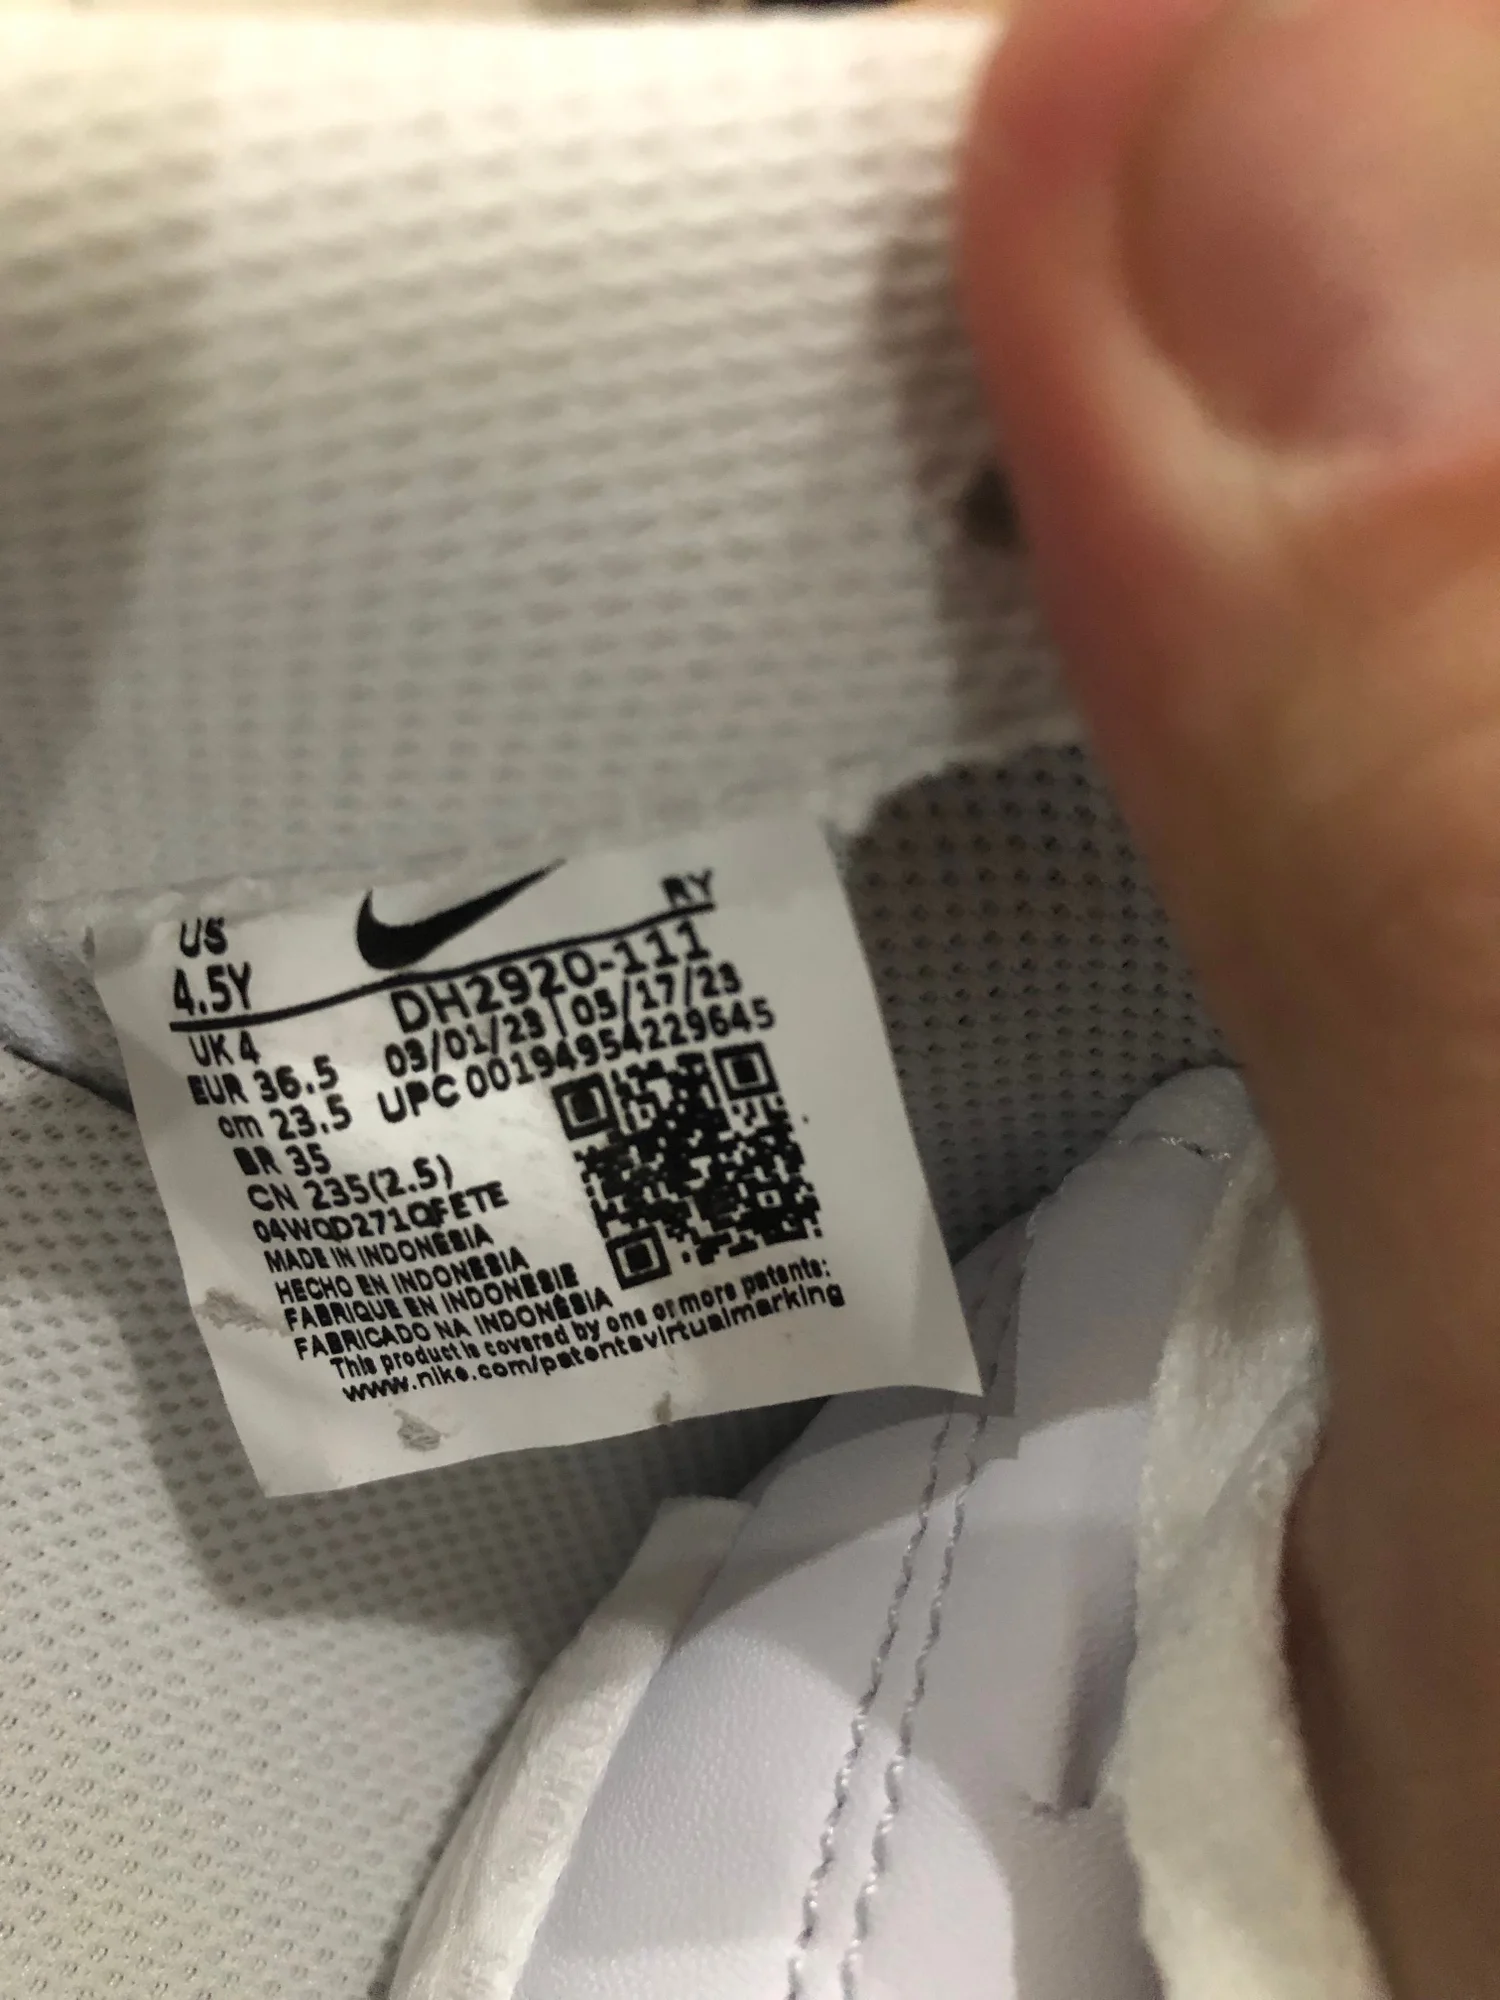 US
4.5Y
RY
DH2920-111
03/01/23 | 05/17/23
UPC 00194954229645
UK 4
EUR 36.5
cm 23.5
BR 35
CN 235(2.5)
04WQD271QFETE
MADE IN INDONESIA
HECHO EN INDONESIA
FABRIQUE EN INDONESIE
FABRICADO NA INDONÉSIA
This product is covered by one or more patents:
www.nike.com/patentsvirtualmarking